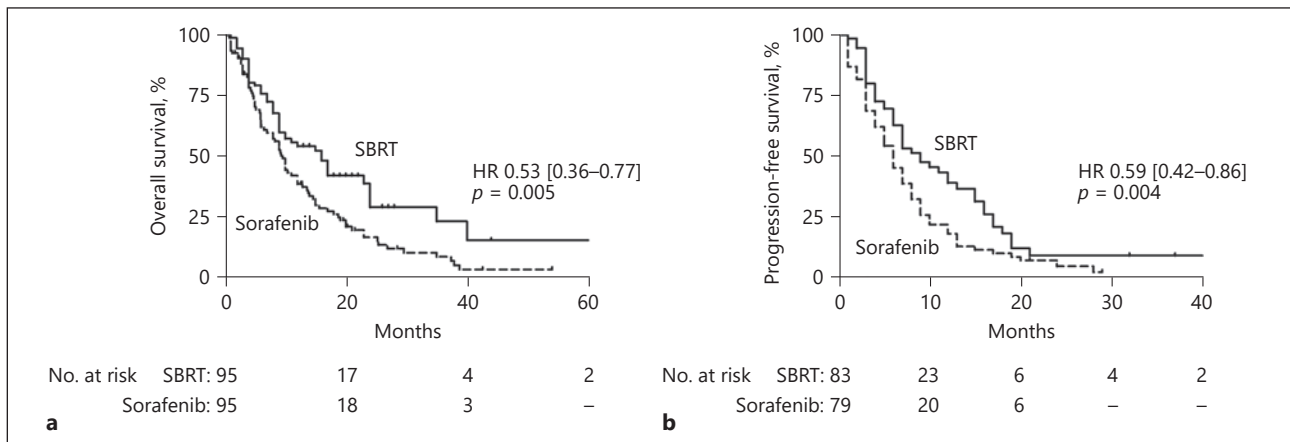 Overall survival, %
100
75
50
25
0
SBRT
Sorafenib
HR 0.53 [0.36–0.77]
p = 0.005
0 20 40 60
Months
No. at risk SBRT: 95 17 4 2
Sorafenib: 95 18 3 –
a
Progression-free survival, %
100
75
50
25
0
SBRT
Sorafenib
HR 0.59 [0.42–0.86]
p = 0.004
0 10 20 30 40
Months
No. at risk SBRT: 83 23 6 4 2
Sorafenib: 79 20 6 – –
b